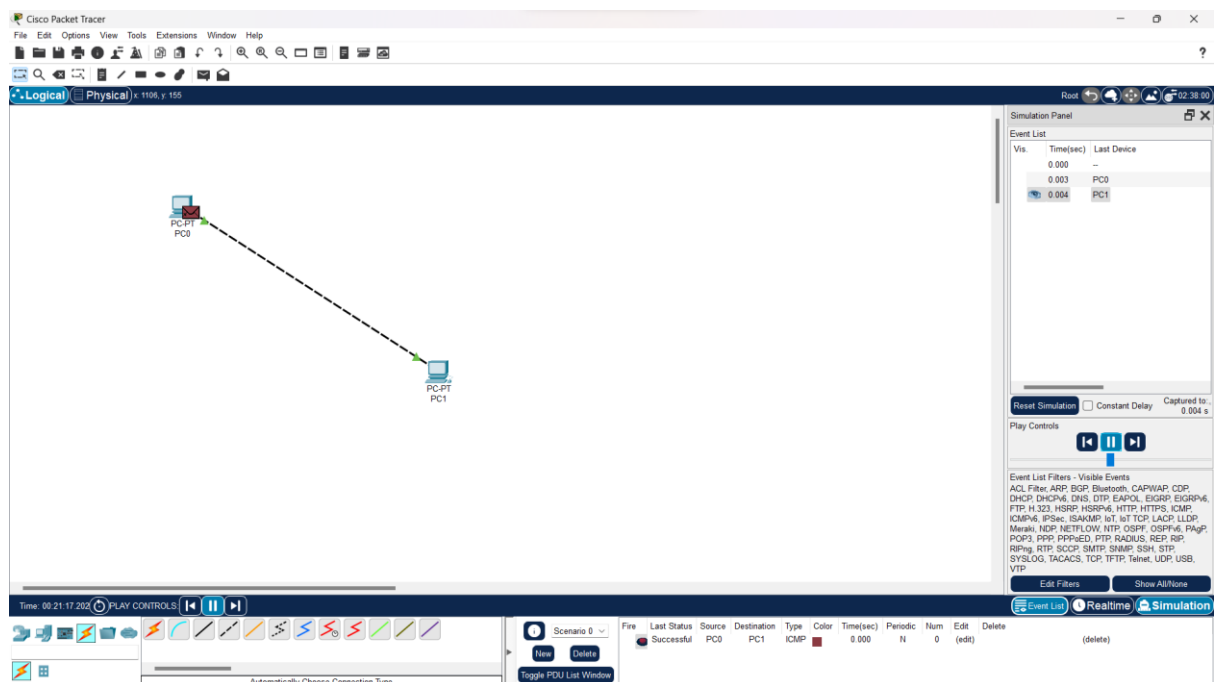 Cisco Packet Tracer
File Edit Options View Tools Extensions Window Help
?
Logical Physical x: 1106, y: 155
Root 02:38:00
PC-PT
PC0
PC-PT
PC1
Simulation Panel
Event List
Vis. Time(sec) Last Device
0.000 --
0.003 PC0
0.004 PC1
Reset Simulation Constant Delay Captured to:
0.004 s
Play Controls
Event List Filters - Visible Events
ACL Filter, ARP, BGP, Bluetooth, CAPWAP, CDP,
DHCP, DHCPv6, DNS, DTP, EAPOL, EIGRP, EIGRPv6,
FTP, H.323, HSRP, HSRPv6, HTTP, HTTPS, ICMP,
ICMPv6, IPSec, ISAKMP, IoT, IoT TCP, LACP, LLDP,
Meraki, NDP, NETFLOW, NTP, OSPF, OSPFv6, PAgP,
POP3, PPP, PPPoED, PTP, RADIUS, REP, RIP,
RIPng, RTP, SCCP, SMTP, SNMP, SSH, STP,
SYSLOG, TACACS, TCP, TFTP, Telnet, UDP, USB,
VTP
Edit Filters Show All/None
Time: 00:21:17.202 PLAY CONTROLS:
Event List Realtime Simulation
Automatically Choose Connection Type
Scenario 0
New Delete
Toggle PDU List Window
Fire Last Status Source Destination Type Color Time(sec) Periodic Num Edit Delete
Successful PC0 PC1 ICMP 0.000 N 0 (edit) (delete)